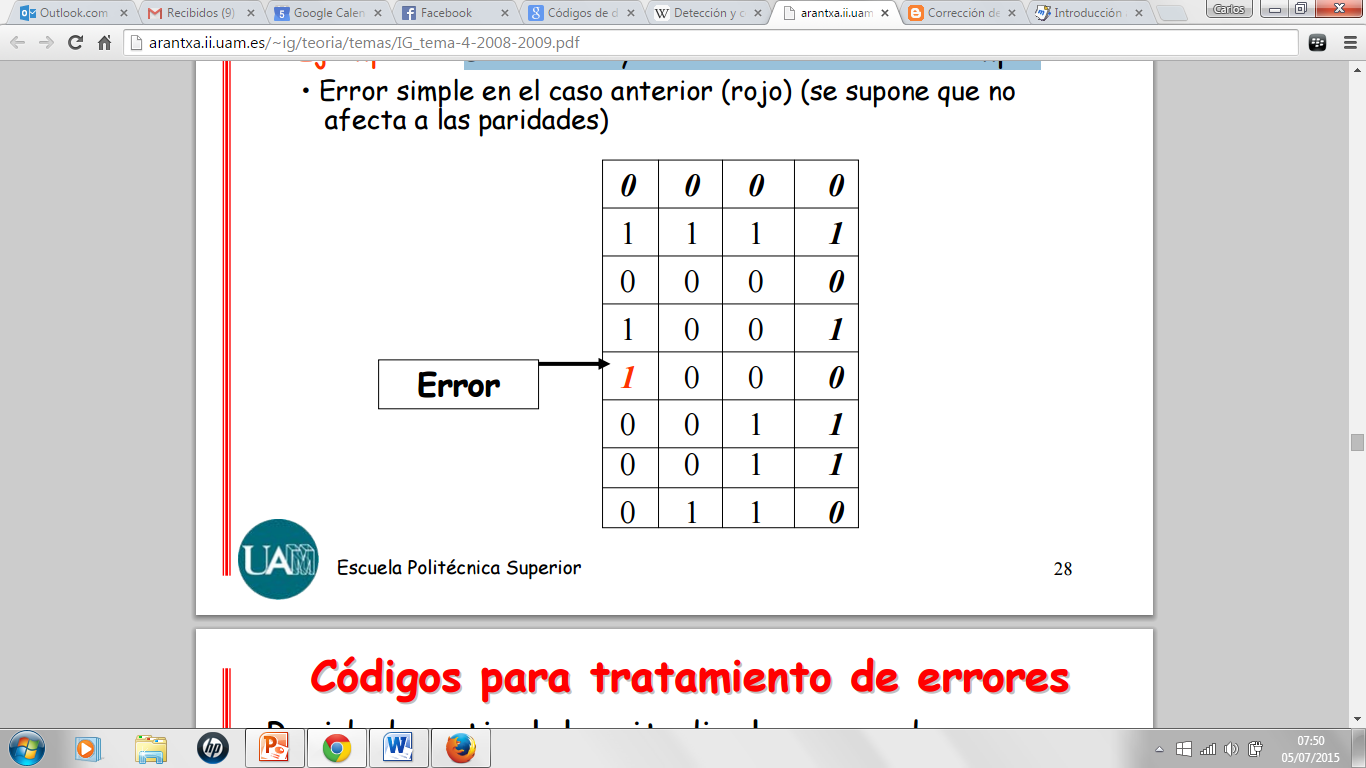 Outlook.com
Recibidos (9)
Google Calen
Facebook
Códigos de d
Detección y c
arantxa.ii.uam
Corrección de
Introducción
Carlos
arantxa.ii.uam.es/~ig/teoria/temas/IG_tema-4-2008-2009.pdf
• Error simple en el caso anterior (rojo) (se supone que no
afecta a las paridades)
0 0 0 0
1 1 1 1
0 0 0 0
1 0 0 1
Error
1 0 0 0
0 0 1 1
0 0 1 1
0 1 1 0
UAM
Escuela Politécnica Superior
28
Códigos para tratamiento de errores
07:50
05/07/2015